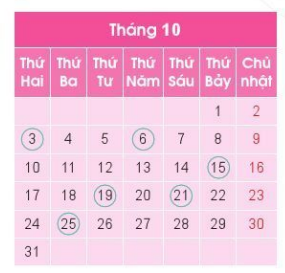 Tháng 10
Thứ Hai Thứ Ba Thứ Tư Thứ Năm Thứ Sáu Thứ Bảy Chủ nhật
1 2
3 4 5 6 7 8 9
10 11 12 13 14 15 16
17 18 19 20 21 22 23
24 25 26 27 28 29 30
31